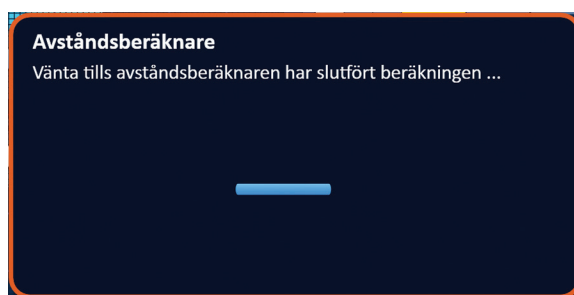 Avståndsberäknare
Vänta tills avståndsberäknaren har slutfört beräkningen ...